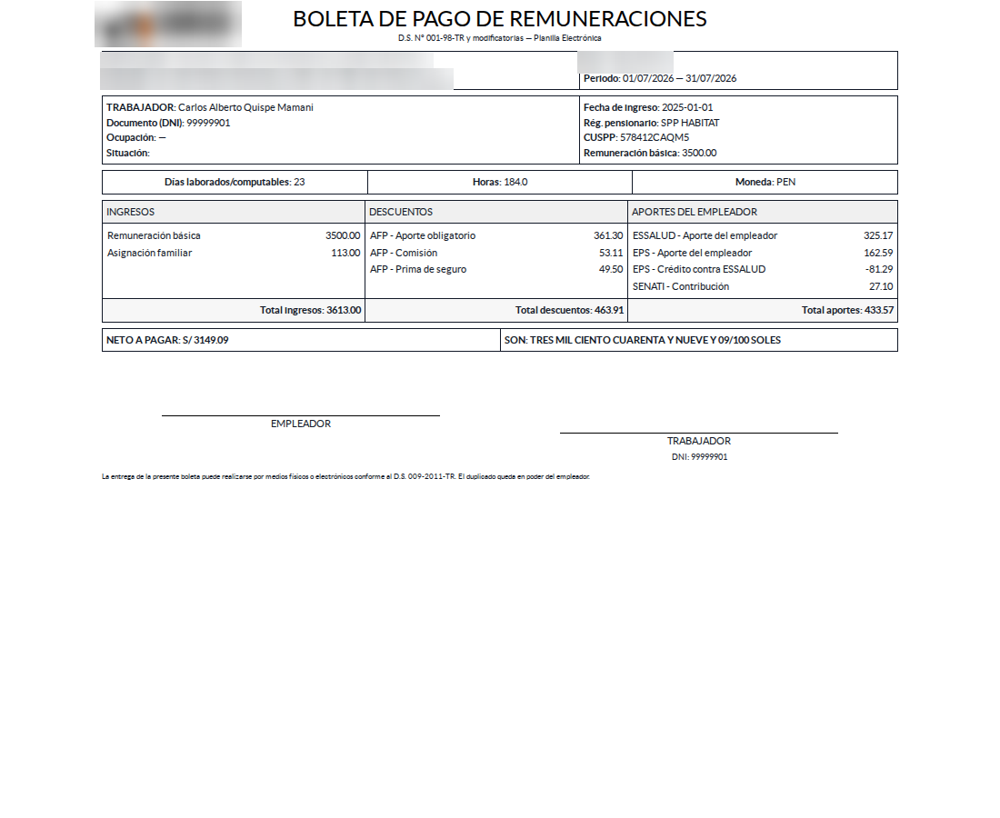 BOLETA DE PAGO DE REMUNERACIONES
D.S. N° 001-98-TR y modificatorias — Planilla Electrónica
Periodo: 01/07/2026 — 31/07/2026
TRABAJADOR: Carlos Alberto Quispe Mamani
Documento (DNI): 99999901
Ocupación: —
Situación:
Fecha de ingreso: 2025-01-01
Rég. pensionario: SPP HABITAT
CUSPP: 578412CAQM5
Remuneración básica: 3500.00
Días laborados/computables: 23 Horas: 184.0 Moneda: PEN
INGRESOS DESCUENTOS APORTES DEL EMPLEADOR
Remuneración básica 3500.00 AFP - Aporte obligatorio 361.30 ESSALUD - Aporte del empleador 325.17
Asignación familiar 113.00 AFP - Comisión 53.11 EPS - Aporte del empleador 162.59
AFP - Prima de seguro 49.50 EPS - Crédito contra ESSALUD -81.29
SENATI - Contribución 27.10
Total ingresos: 3613.00 Total descuentos: 463.91 Total aportes: 433.57
NETO A PAGAR: S/ 3149.09 SON: TRES MIL CIENTO CUARENTA Y NUEVE Y 09/100 SOLES
EMPLEADOR
TRABAJADOR
DNI: 99999901
La entrega de la presente boleta puede realizarse por medios físicos o electrónicos conforme al D.S. 009-2011-TR. El duplicado queda en poder del empleador.